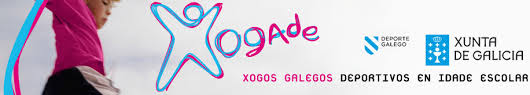 Xogade
DEPORTE
GALEGO
XUNTA
DE GALICIA
XOGOS GALEGOS DEPORTIVOS EN IDADE ESCOLAR